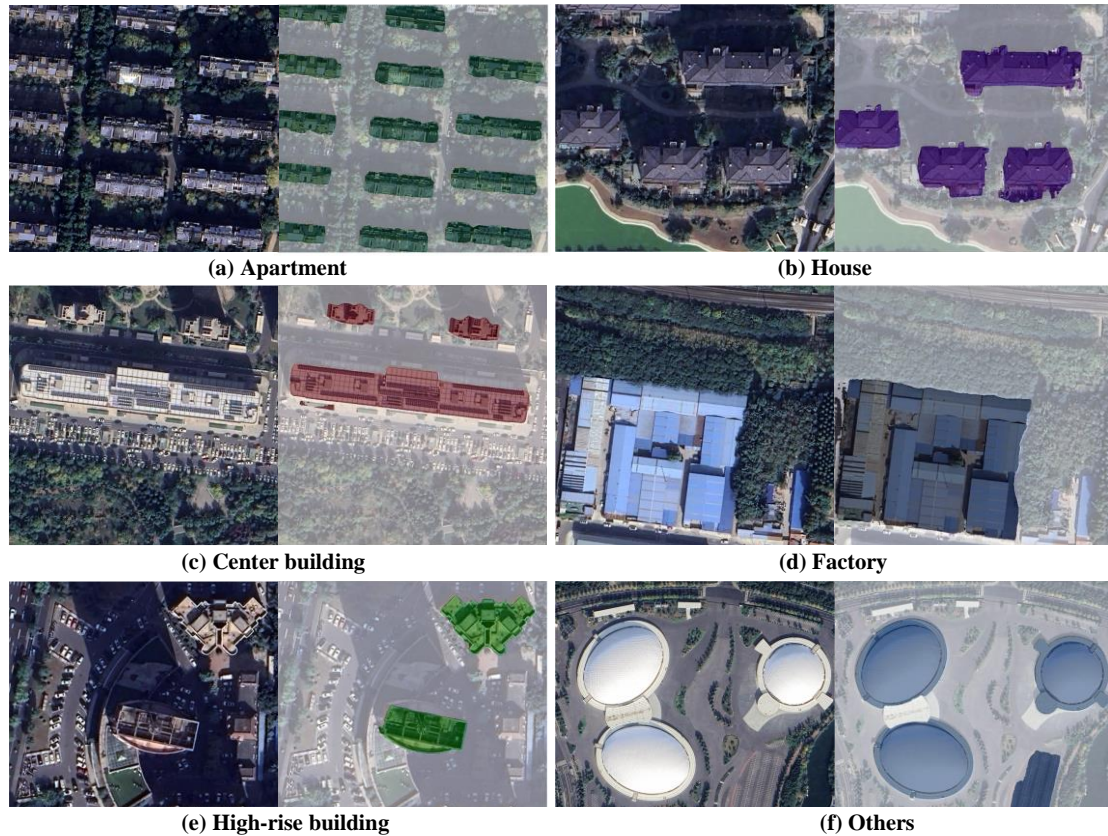 (a) Apartment
(b) House
(c) Center building
(d) Factory
(e) High-rise building
(f) Others